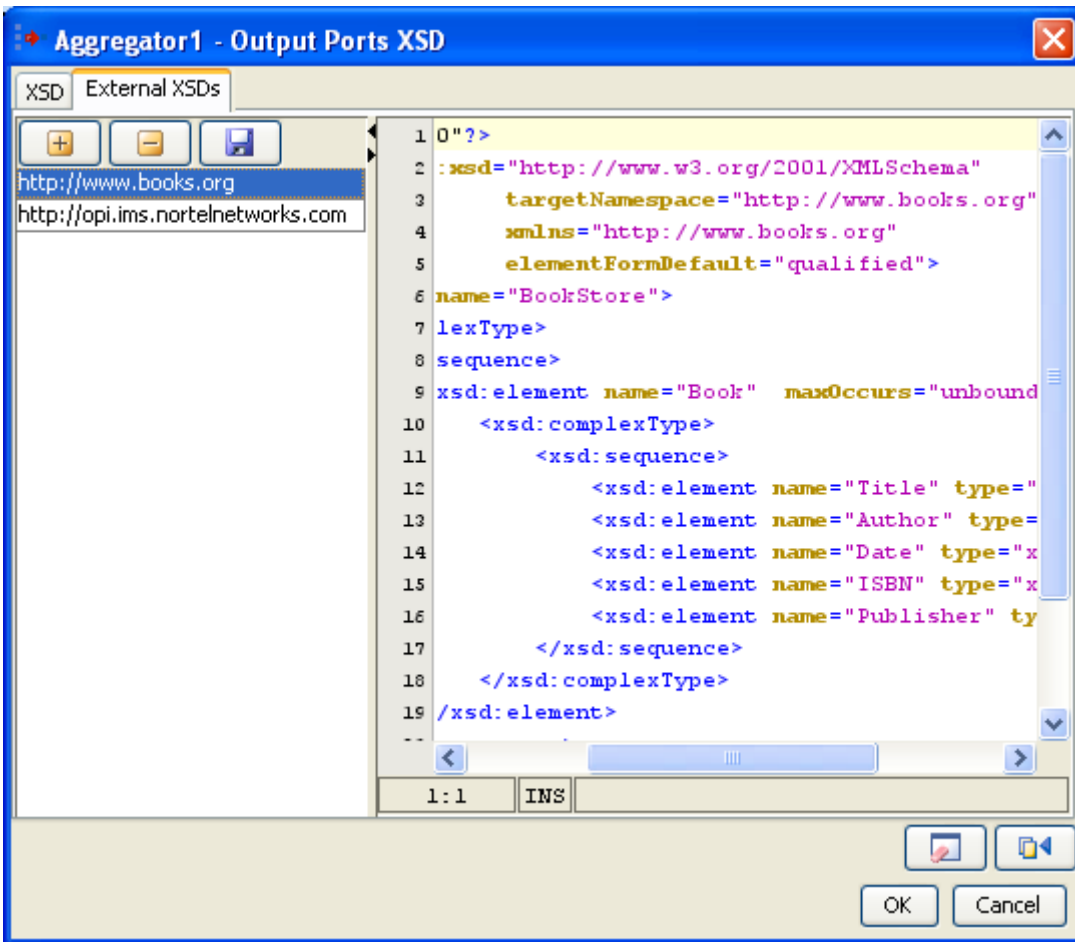 Aggregator1 - Output Ports XSD
XSD External XSDs
http://www.books.org
http://opi.ims.nortelnetworks.com
1 0"?>
2 :xsd="http://www.w3.org/2001/XMLSchema"
3 targetNamespace="http://www.books.org"
4 xmlns="http://www.books.org"
5 elementFormDefault="qualified">
6 name="BookStore">
7 lexType>
8 sequence>
9 xsd:element name="Book" maxOccurs="unbound
10 <xsd:complexType>
11 <xsd:sequence>
12 <xsd:element name="Title" type="
13 <xsd:element name="Author" type=
14 <xsd:element name="Date" type="x
15 <xsd:element name="ISBN" type="x
16 <xsd:element name="Publisher" ty
17 </xsd:sequence>
18 </xsd:complexType>
19 /xsd:element>
1:1 INS
OK Cancel